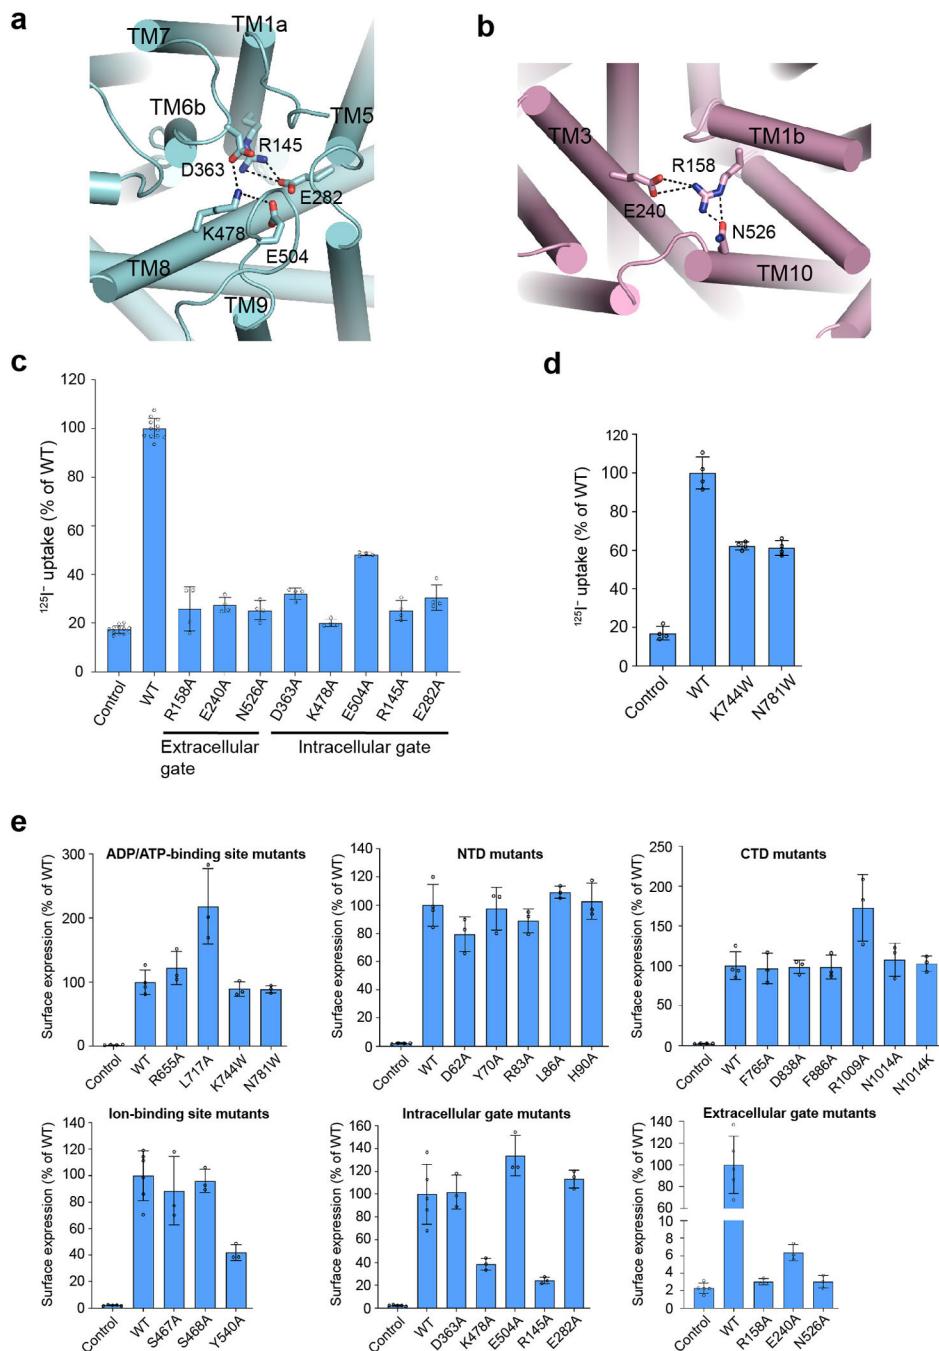 a
TM7
TM1a
TM6b
R145
TM5
D363
E282
K478
E504
TM8
TM9
b
TM3
TM1b
R158
E240
N526
TM10
c
¹²⁵I⁻ uptake (% of WT)
120
100
80
60
40
20
0
Control
WT
R158A
E240A
N526A
D363A
K478A
E504A
R145A
E282A
Extracellular
gate
Intracellular gate
d
¹²⁵I⁻ uptake (% of WT)
120
100
80
60
40
20
0
Control
WT
K744W
N781W
e
ADP/ATP-binding site mutants
Surface expression (% of WT)
300
200
100
0
Control
WT
R655A
L717A
K744W
N781W
NTD mutants
Surface expression (% of WT)
140
120
100
80
60
40
20
0
Control
WT
D62A
Y70A
R83A
L86A
H90A
CTD mutants
Surface expression (% of WT)
250
200
150
100
50
0
Control
WT
F765A
D838A
F886A
R1009A
N1014A
N1014K
Ion-binding site mutants
Surface expression (% of WT)
140
120
100
80
60
40
20
0
Control
WT
S467A
S468A
Y540A
Intracellular gate mutants
Surface expression (% of WT)
160
140
120
100
80
60
40
20
0
Control
WT
D363A
K478A
E504A
R145A
E282A
Extracellular gate mutants
Surface expression (% of WT)
140
120
100
80
60
8
6
4
2
0
Control
WT
R158A
E240A
N526A